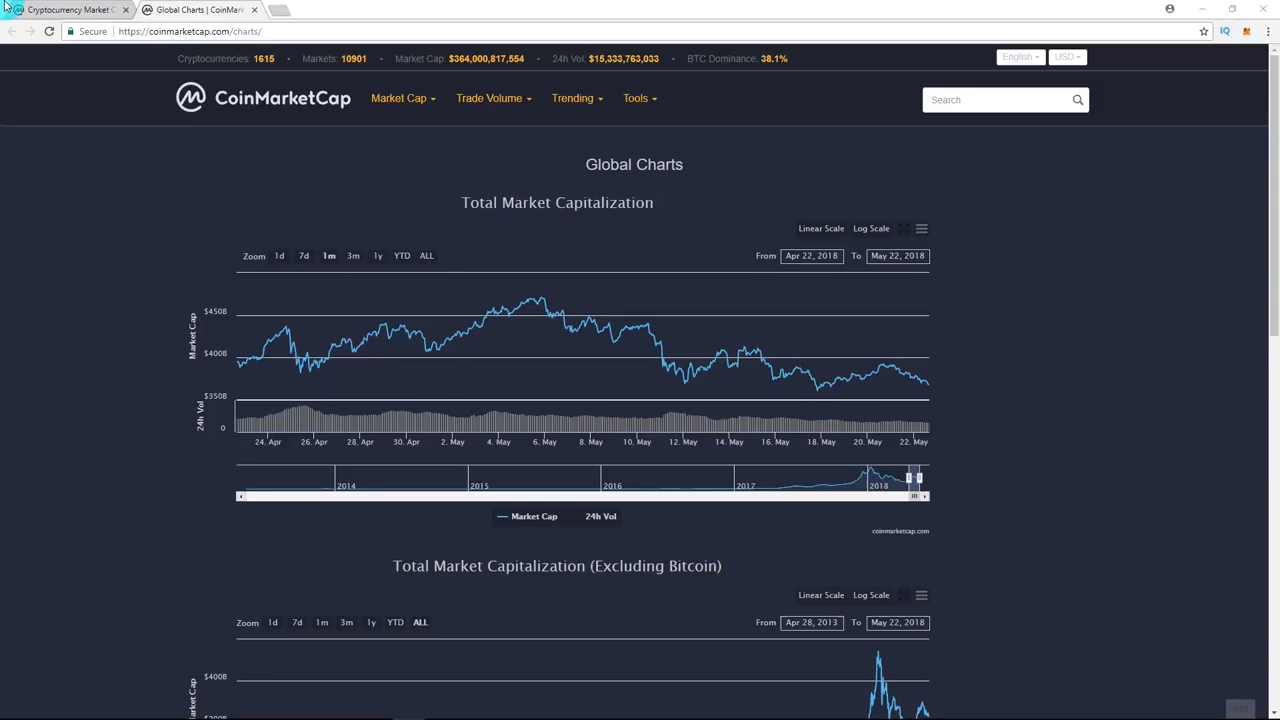 Cryptocurrency Market C
Global Charts | CoinMark
Secure
https://coinmarketcap.com/charts/
Cryptocurrencies: 1615 • Markets: 10901 • Market Cap: $364,000,817,554 • 24h Vol: $15,333,763,033 • BTC Dominance: 38.1%
English
USD
CoinMarketCap
Market Cap
Trade Volume
Trending
Tools
Search
Global Charts
Total Market Capitalization
Linear Scale Log Scale
Zoom 1d 7d 1m 3m 1y YTD ALL
From Apr 22, 2018 To May 22, 2018
Market Cap
$450B
$400B
$350B
24h Vol
0
24. Apr 26. Apr 28. Apr 30. Apr 2. May 4. May 6. May 8. May 10. May 12. May 14. May 16. May 18. May 20. May 22. May
2014 2015 2016 2017 2018
Market Cap 24h Vol
coinmarketcap.com
Total Market Capitalization (Excluding Bitcoin)
Linear Scale Log Scale
Zoom 1d 7d 1m 3m 1y YTD ALL
From Apr 28, 2013 To May 22, 2018
$400B
Market Cap